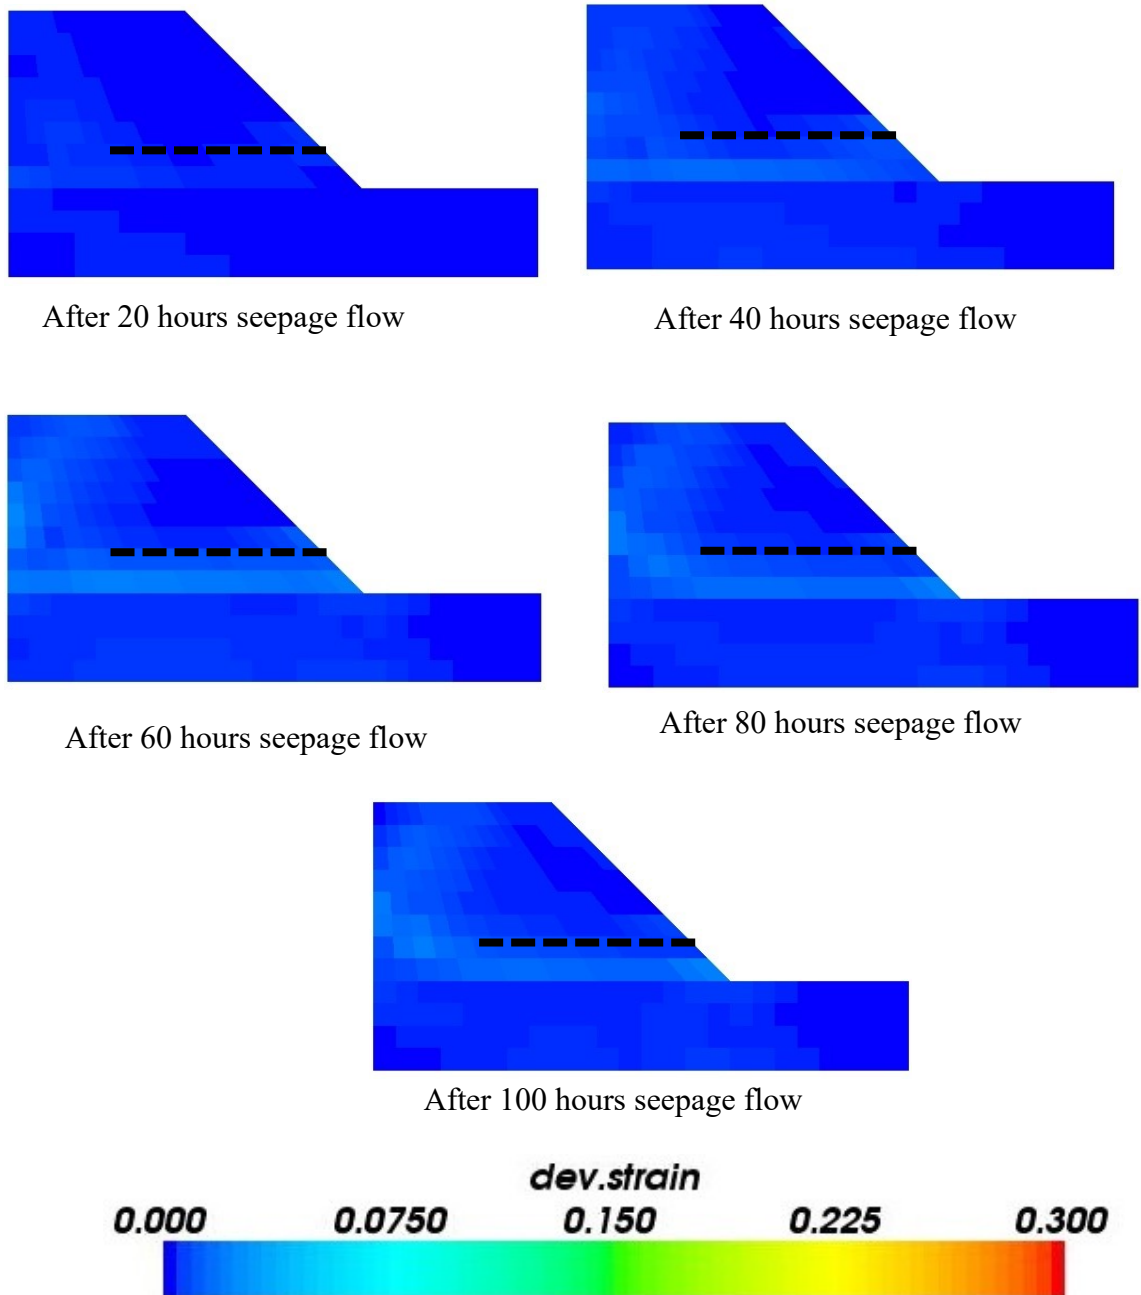 After 20 hours seepage flow
After 40 hours seepage flow
After 60 hours seepage flow
After 80 hours seepage flow
After 100 hours seepage flow
dev.strain
0.000 0.0750 0.150 0.225 0.300